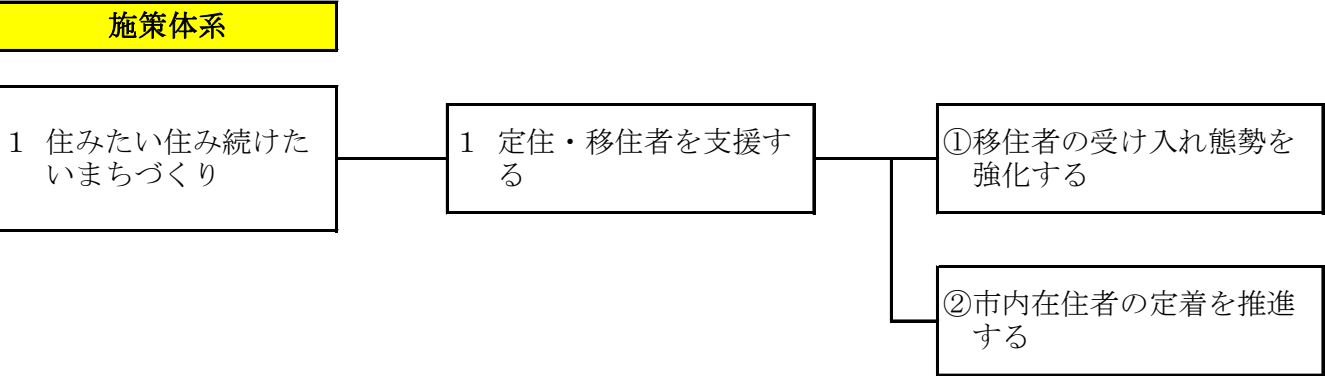 施策体系
1 住みたい住み続けた
いまちづくり
1 定住・移住者を支援す
る
①移住者の受け入れ態勢を
強化する
②市内在住者の定着を推進
する